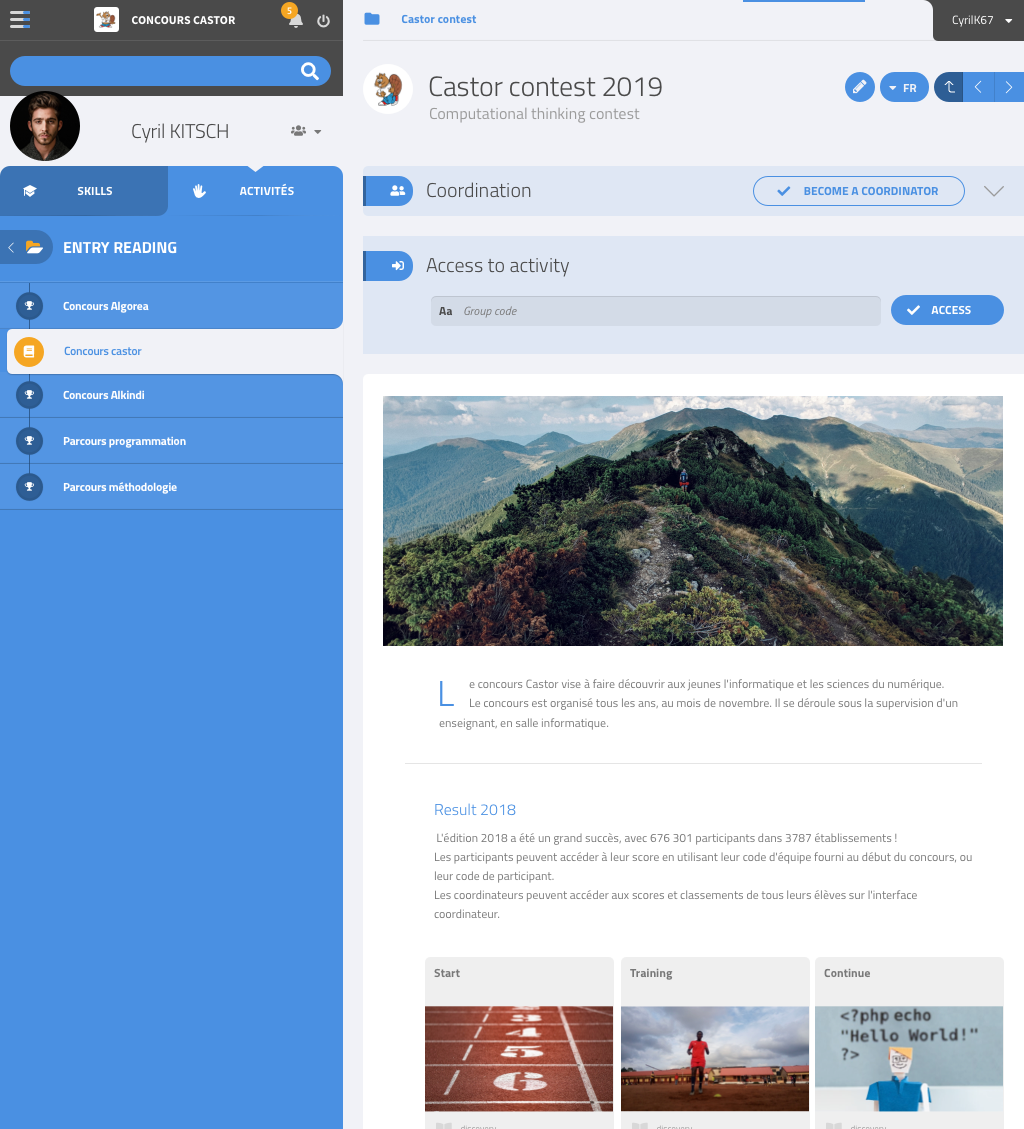 CONCOURS CASTOR
5
Castor contest
CyrilK67
Cyril KITSCH
Castor contest 2019
Computational thinking contest
FR
SKILLS
ACTIVITÉS
ENTRY READING
Concours Algorea
Concours castor
Concours Alkindi
Parcours programmation
Parcours méthodologie
Coordination
BECOME A COORDINATOR
Access to activity
Aa Group code
ACCESS
Le concours Castor vise à faire découvrir aux jeunes l'informatique et les sciences du numérique.
Le concours est organisé tous les ans, au mois de novembre. Il se déroule sous la supervision d'un
enseignant, en salle informatique.
Result 2018
L'édition 2018 a été un grand succès, avec 676 301 participants dans 3787 établissements !
Les participants peuvent accéder à leur score en utilisant leur code d'équipe fourni au début du concours, ou
leur code de participant.
Les coordinateurs peuvent accéder aux scores et classements de tous leurs élèves sur l'interface
coordinateur.
Start
Training
Continue
4
5
6
<?php echo
"Hello World!"
?>
discovery
discovery
discovery